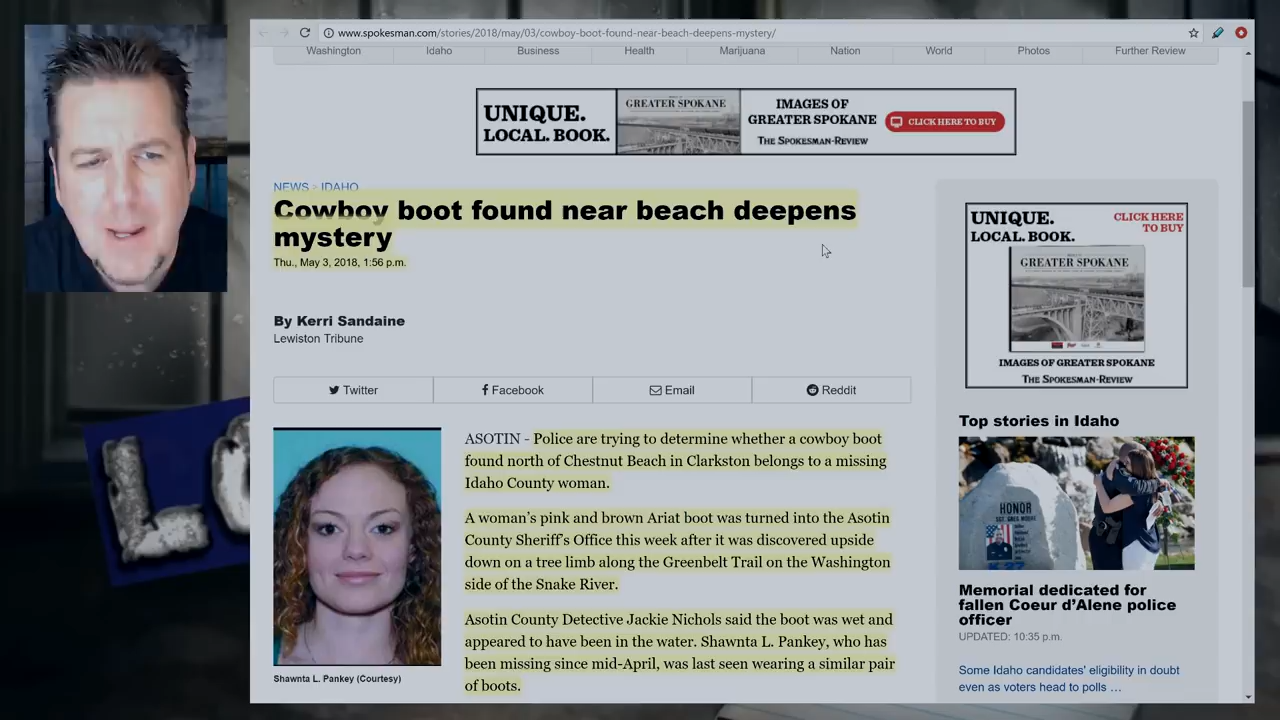 www.spokesman.com/stories/2018/may/03/cowboy-boot-found-near-beach-deepens-mystery/
Washington Idaho Business Health Marijuana Nation World Photos Further Review
UNIQUE.
LOCAL. BOOK.
GREATER SPOKANE
IMAGES OF
GREATER SPOKANE
THE SPOKESMAN-REVIEW
CLICK HERE TO BUY
NEWS > IDAHO
Cowboy boot found near beach deepens
mystery
Thu., May 3, 2018, 1:56 p.m.
By Kerri Sandaine
Lewiston Tribune
Twitter Facebook Email Reddit
ASOTIN - Police are trying to determine whether a cowboy boot
found north of Chestnut Beach in Clarkston belongs to a missing
Idaho County woman.
A woman’s pink and brown Ariat boot was turned into the Asotin
County Sheriff’s Office this week after it was discovered upside
down on a tree limb along the Greenbelt Trail on the Washington
side of the Snake River.
Asotin County Detective Jackie Nichols said the boot was wet and
appeared to have been in the water. Shawnta L. Pankey, who has
been missing since mid-April, was last seen wearing a similar pair
of boots.
Shawnta L. Pankey (Courtesy)
UNIQUE.
LOCAL. BOOK.
CLICK HERE
TO BUY
GREATER SPOKANE
IMAGES OF GREATER SPOKANE
THE SPOKESMAN-REVIEW
Top stories in Idaho
HONOR
SGT. GREG MOORE
K-27
Memorial dedicated for
fallen Coeur d’Alene police
officer
UPDATED: 10:35 p.m.
Some Idaho candidates' eligibility in doubt
even as voters head to polls …
LO